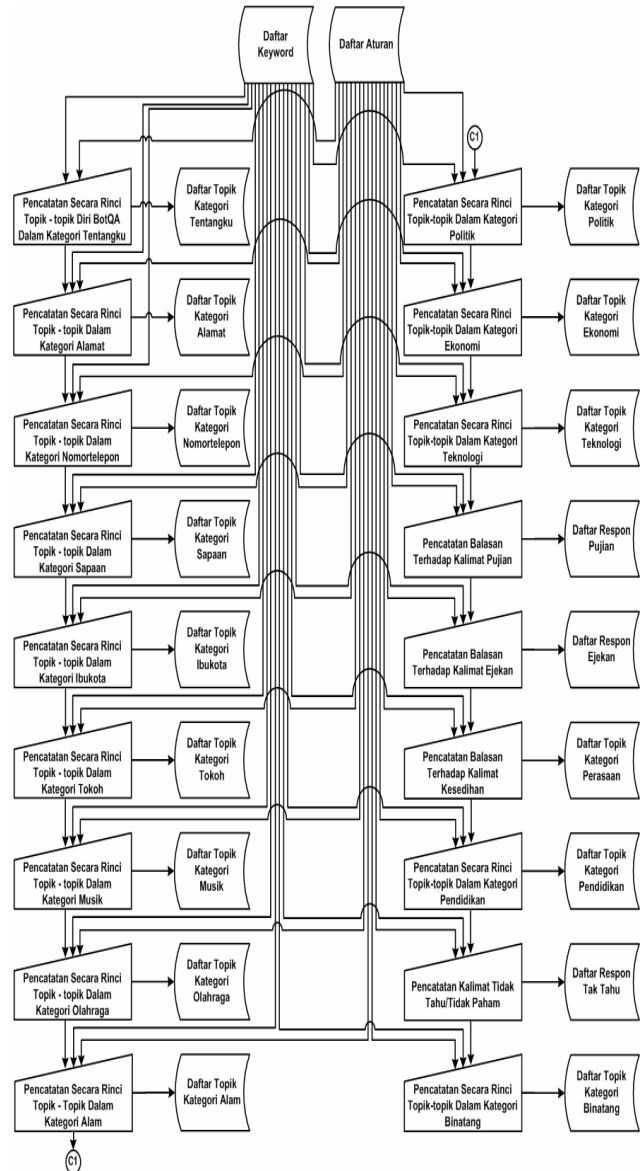 Daftar
Keyword
Daftar Aturan
C1
Pencatatan Secara Rinci
Topik - topik Diri BotQA
Dalam Kategori Tentangku
Daftar Topik
Kategori
Tentangku
Pencatatan Secara Rinci
Topik-topik Dalam Kategori
Politik
Daftar Topik
Kategori
Politik
Pencatatan Secara Rinci
Topik - topik Dalam
Kategori Alamat
Daftar Topik
Kategori
Alamat
Pencatatan Secara Rinci
Topik-topik Dalam Kategori
Ekonomi
Daftar Topik
Kategori
Ekonomi
Pencatatan Secara Rinci
Topik - topik Dalam
Kategori Nomortelepon
Daftar Topik
Kategori
Nomortelepon
Pencatatan Secara Rinci
Topik-topik Dalam Kategori
Teknologi
Daftar Topik
Kategori
Teknologi
Pencatatan Secara Rinci
Topik - topik Dalam
Kategori Sapaan
Daftar Topik
Kategori
Sapaan
Pencatatan Balasan
Terhadap Kalimat Pujian
Daftar Respon
Pujian
Pencatatan Secara Rinci
Topik - topik Dalam
Kategori Ibukota
Daftar Topik
Kategori
Ibukota
Pencatatan Balasan
Terhadap Kalimat Ejekan
Daftar Respon
Ejekan
Pencatatan Secara Rinci
Topik - topik Dalam
Kategori Tokoh
Daftar Topik
Kategori
Tokoh
Pencatatan Balasan
Terhadap Kalimat
Kesedihan
Daftar Topik
Kategori
Perasaan
Pencatatan Secara Rinci
Topik - topik Dalam
Kategori Musik
Daftar Topik
Kategori
Musik
Pencatatan Secara Rinci
Topik-topik Dalam Kategori
Pendidikan
Daftar Topik
Kategori
Pendidikan
Pencatatan Secara Rinci
Topik - topik Dalam
Kategori Olahraga
Daftar Topik
Kategori
Olahraga
Pencatatan Kalimat Tidak
Tahu/Tidak Paham
Daftar Respon
Tak Tahu
Pencatatan Secara Rinci
Topik - Topik Dalam
Kategori Alam
Daftar Topik
Kategori Alam
Pencatatan Secara Rinci
Topik-topik Dalam Kategori
Binatang
Daftar Topik
Kategori
Binatang
C1